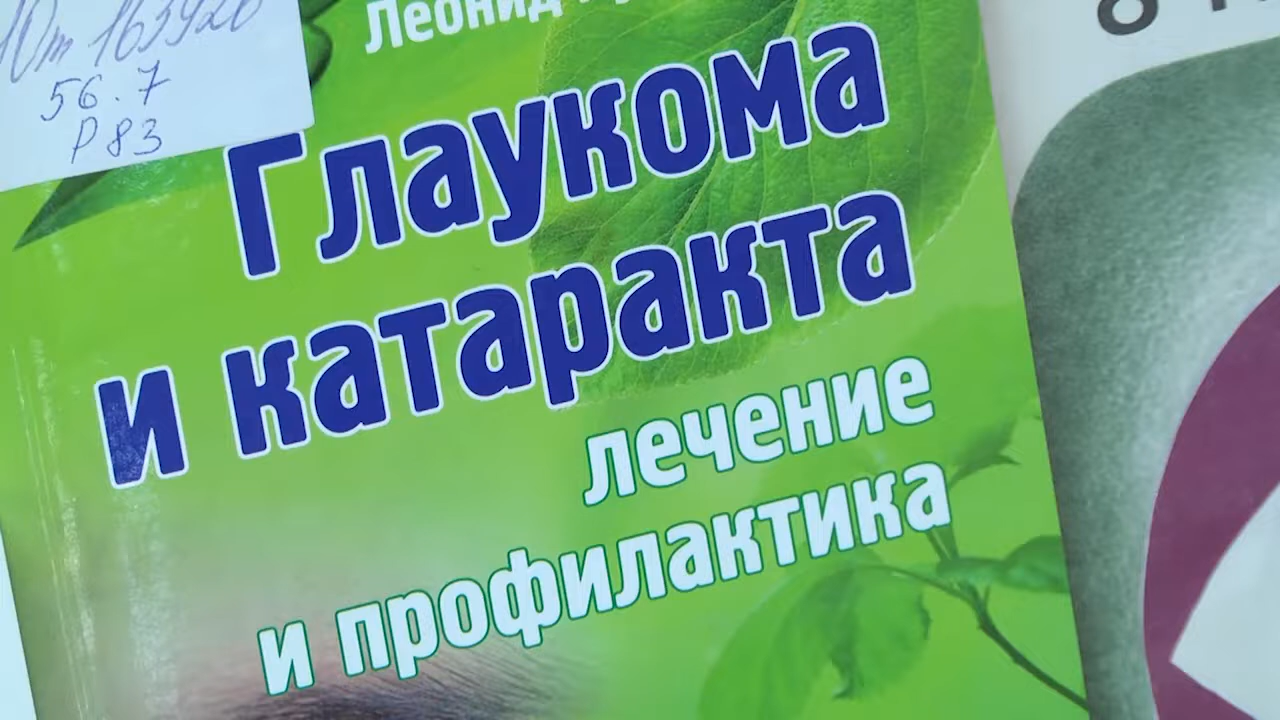 56.7
Р83
Леонид
Глаукома
и катаракта
лечение
и профилактика